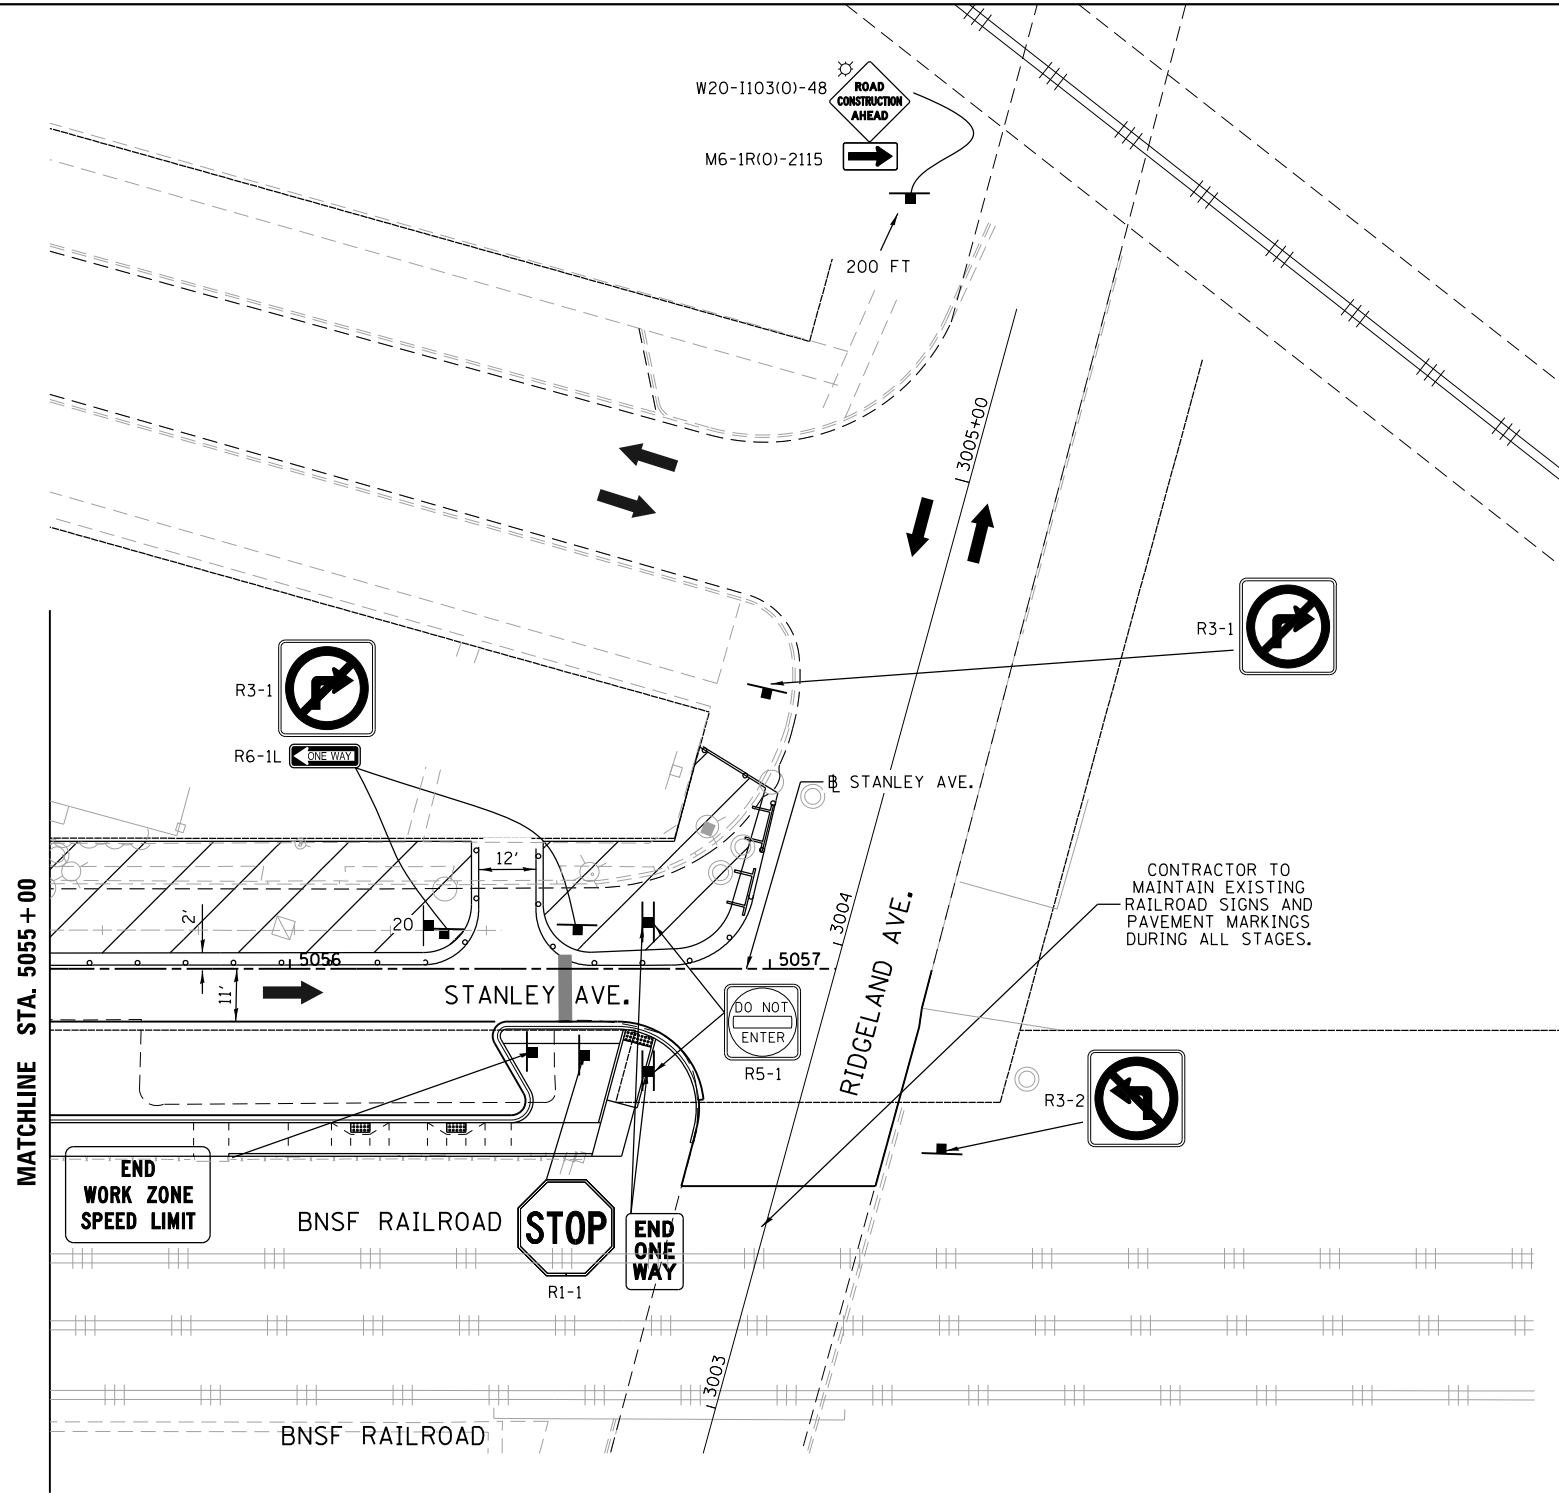 W20-I103(O)-48
ROAD
CONSTRUCTION
AHEAD
M6-1R(O)-2115
200 FT
3005+00
R3-1
R3-1
R6-1L
ONE WAY
STANLEY AVE.
12'
2'
20
5056
5057
11'
STANLEY AVE.
3004
RIDGELAND AVE.
CONTRACTOR TO
MAINTAIN EXISTING
RAILROAD SIGNS AND
PAVEMENT MARKINGS
DURING ALL STAGES.
DO NOT
ENTER
R5-1
R3-2
MATCHLINE STA. 5055+00
END
WORK ZONE
SPEED LIMIT
BNSF RAILROAD
STOP
R1-1
END
ONE
WAY
3003
BNSF RAILROAD